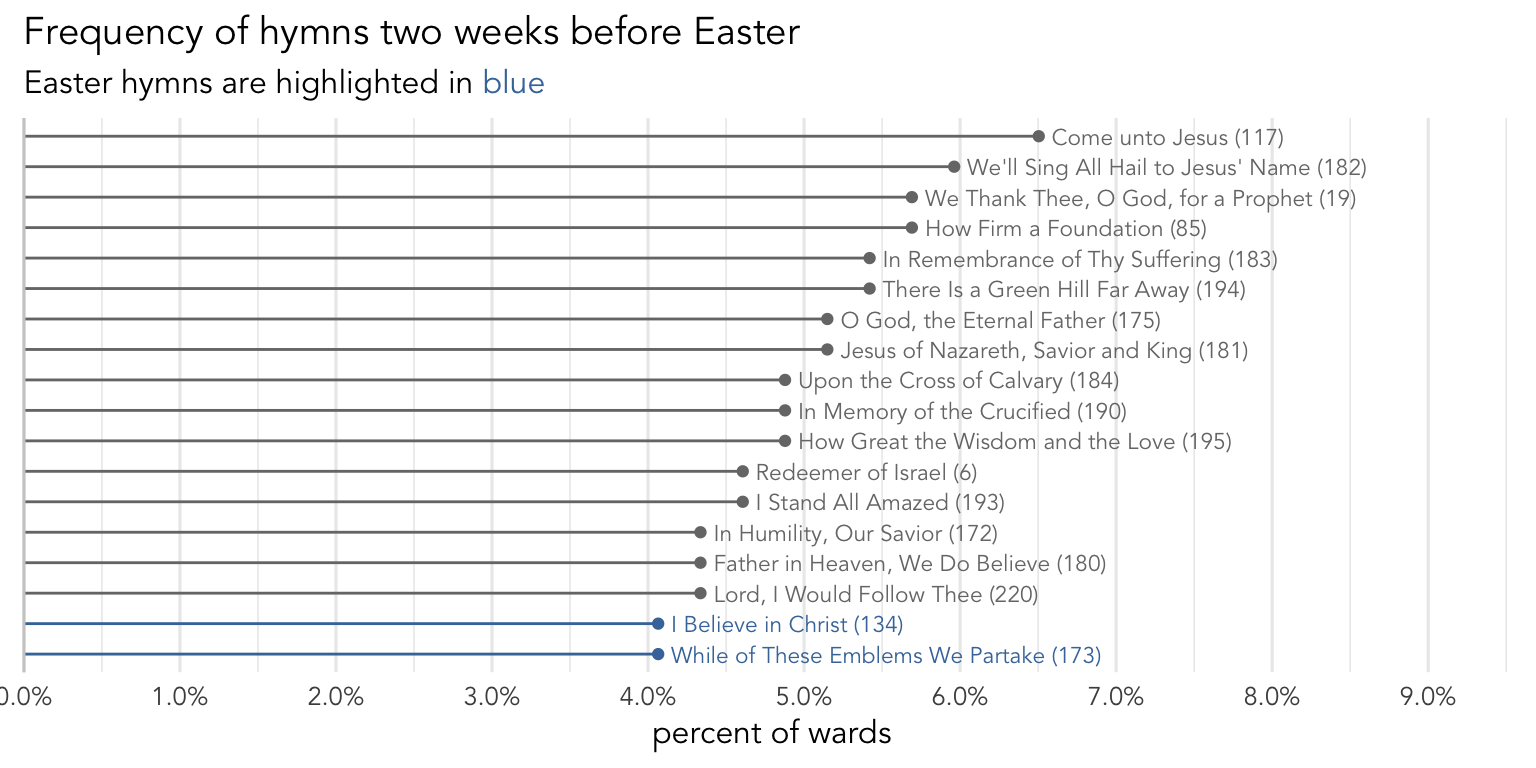 Frequency of hymns two weeks before Easter
Easter hymns are highlighted in blue
Come unto Jesus (117)
We'll Sing All Hail to Jesus' Name (182)
We Thank Thee, O God, for a Prophet (19)
How Firm a Foundation (85)
In Remembrance of Thy Suffering (183)
There Is a Green Hill Far Away (194)
O God, the Eternal Father (175)
Jesus of Nazareth, Savior and King (181)
Upon the Cross of Calvary (184)
In Memory of the Crucified (190)
How Great the Wisdom and the Love (195)
Redeemer of Israel (6)
I Stand All Amazed (193)
In Humility, Our Savior (172)
Father in Heaven, We Do Believe (180)
Lord, I Would Follow Thee (220)
I Believe in Christ (134)
While of These Emblems We Partake (173)
0.0% 1.0% 2.0% 3.0% 4.0% 5.0% 6.0% 7.0% 8.0% 9.0%
percent of wards